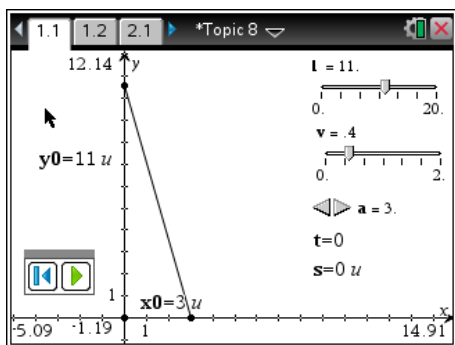 1.1 1.2 2.1 *Topic 8
12.14 y
l = 11.
0. 20.
v = .4
y0=11 u
0. 2.
a = 3.
t=0
s=0 u
1
x0=3 u
x
-5.09 -1.19 1 14.91